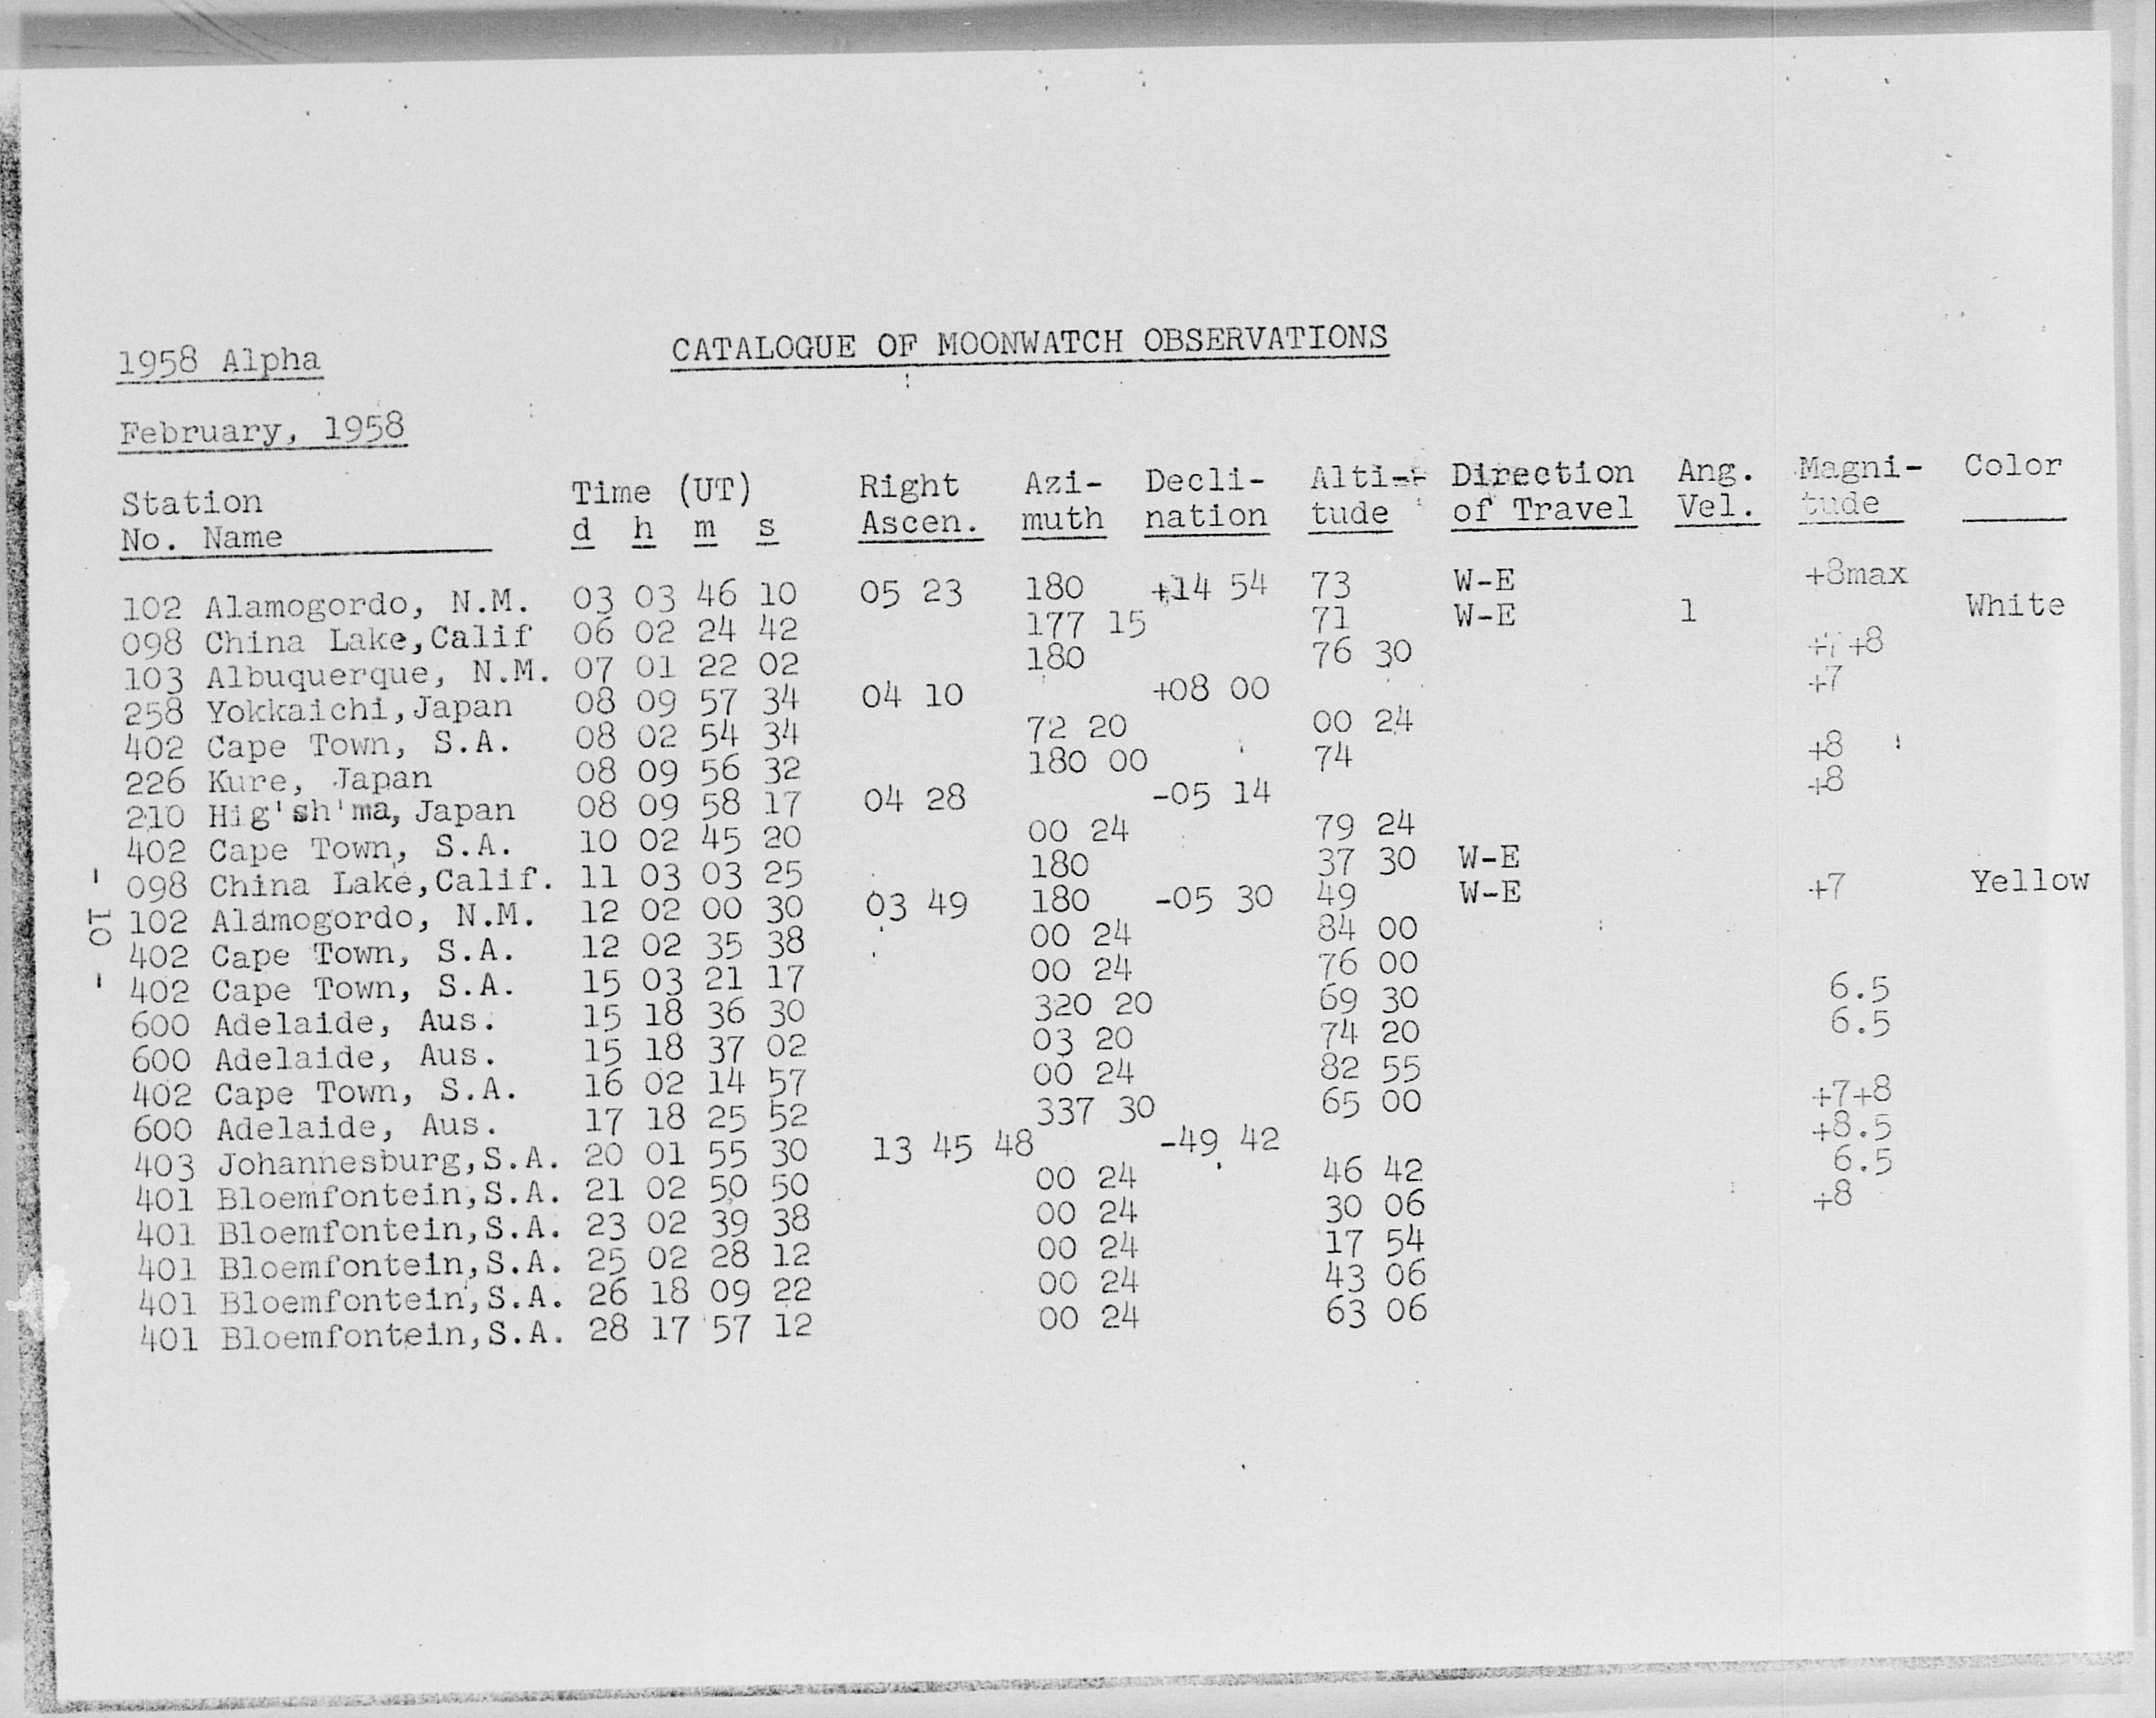 CATALOGUE OF MOONWATCH OBSERVATIONS
1958 Alpha
February, 1958
Station Time (UT) Right Azi- Decli- Alti- Direction Ang. Magni- Color
No. Name d h m s Ascen. muth nation tude of Travel Vel. tude
102 Alamogordo, N.M. 03 03 46 10 05 23 180 +14 54 73 W-E +8max
098 China Lake,Calif 06 02 24 42 177 15 71 W-E 1 White
103 Albuquerque, N.M. 07 01 22 02 180 76 30 +7+8
258 Yokkaichi,Japan 08 09 57 34 04 10 +08 00 +7
402 Cape Town, S.A. 08 02 54 34 72 20 00 24
226 Kure, Japan 08 09 56 32 180 00 74 +8
210 Hig'sh'ma, Japan 08 09 58 17 04 28 -05 14 +8
402 Cape Town, S.A. 10 02 45 20 00 24 79 24
098 China Lake,Calif. 11 03 03 25 180 37 30 W-E
102 Alamogordo, N.M. 12 02 00 30 03 49 180 -05 30 49 W-E +7 Yellow
402 Cape Town, S.A. 12 02 35 38 00 24 84 00
402 Cape Town, S.A. 15 03 21 17 00 24 76 00
600 Adelaide, Aus. 15 18 36 30 320 20 69 30 6.5
600 Adelaide, Aus. 15 18 37 02 03 20 74 20 6.5
402 Cape Town, S.A. 16 02 14 57 00 24 82 55
600 Adelaide, Aus. 17 18 25 52 337 30 65 00 +7+8
403 Johannesburg,S.A. 20 01 55 30 13 45 48 -49 42 +8.5
401 Bloemfontein,S.A. 21 02 50 50 00 24 46 42 6.5
401 Bloemfontein,S.A. 23 02 39 38 00 24 30 06 +8
401 Bloemfontein,S.A. 25 02 28 12 00 24 17 54
401 Bloemfontein,S.A. 26 18 09 22 00 24 43 06
401 Bloemfontein,S.A. 28 17 57 12 00 24 63 06
- 10 -